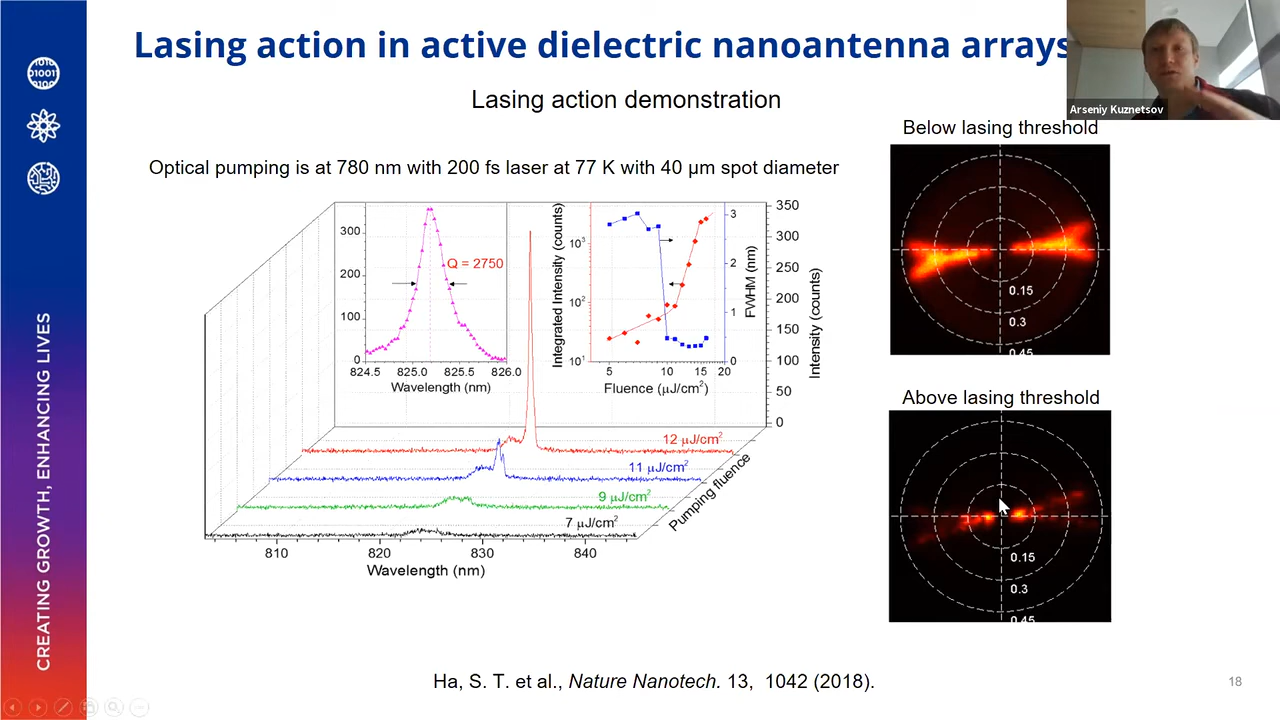 Lasing action in active dielectric nanoantenna arrays
Lasing action demonstration
Arseniy Kuznetsov
Optical pumping is at 780 nm with 200 fs laser at 77 K with 40 μm spot diameter
Below lasing threshold
0.15
0.3
0.45
Above lasing threshold
0.15
0.3
0.45
300
200
100
0
824.5 825.0 825.5 826.0
Wavelength (nm)
Q = 2750
Integrated Intensity (counts)
10³
10²
10¹
5 10 15 20
Fluence (μJ/cm²)
3
2
1
0
FWHM (nm)
350
300
250
200
150
100
50
0
Intensity (counts)
12 μJ/cm²
11 μJ/cm²
9 μJ/cm²
7 μJ/cm²
Pumping fluence
810 820 830 840
Wavelength (nm)
Ha, S. T. et al., Nature Nanotech. 13, 1042 (2018).
18
CREATING GROWTH, ENHANCING LIVES